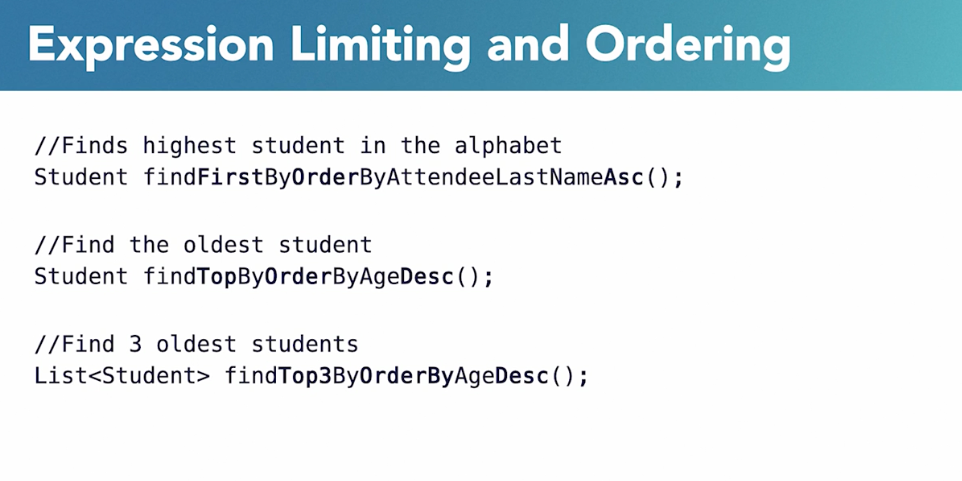 Expression Limiting and Ordering
//Finds highest student in the alphabet
Student findFirstByOrderByAttendeeLastNameAsc();
//Find the oldest student
Student findTopByOrderByAgeDesc();
//Find 3 oldest students
List<Student> findTop3ByOrderByAgeDesc();